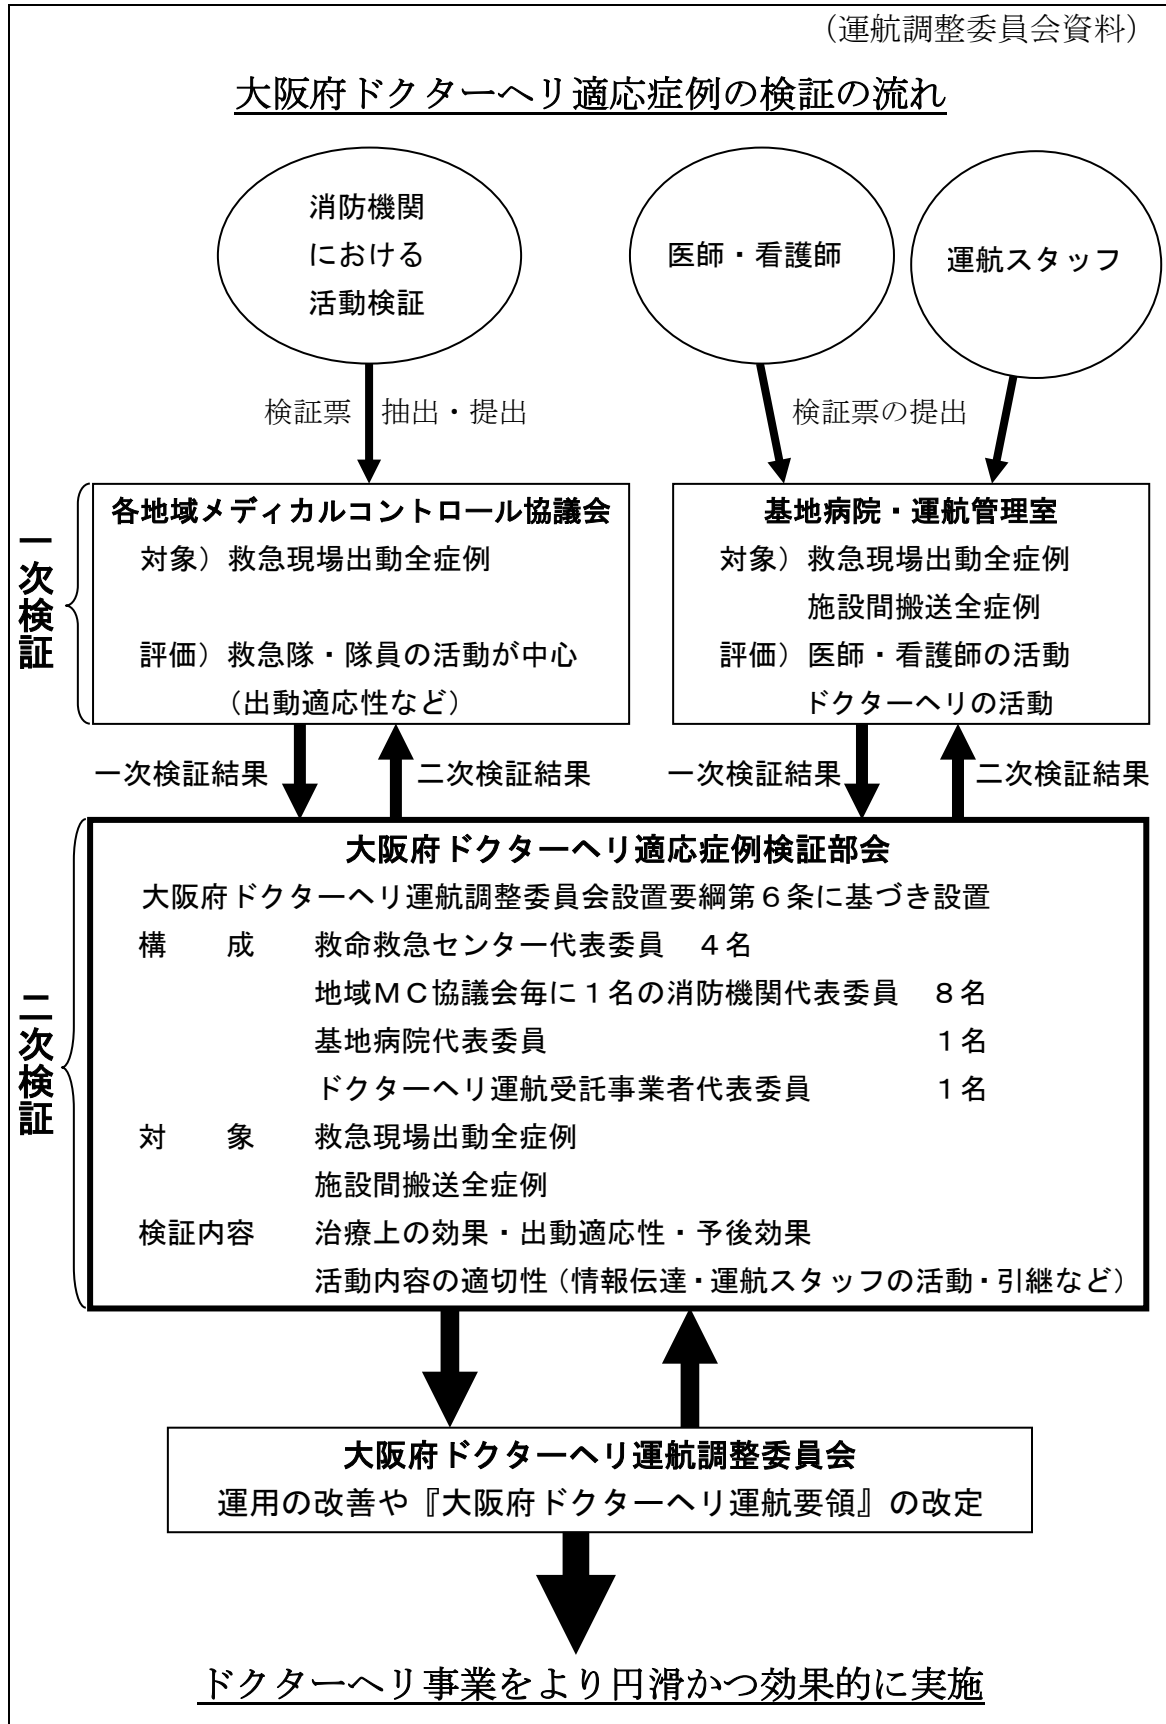 （運航調整委員会資料）
大阪府ドクターヘリ適応症例の検証の流れ
消防機関
における
活動検証
医師・看護師
運航スタッフ
検証票　抽出・提出
検証票の提出
一次検証
各地域メディカルコントロール協議会
対象）救急現場出動全症例
評価）救急隊・隊員の活動が中心
（出動適応性など）
基地病院・運航管理室
対象）救急現場出動全症例
施設間搬送全症例
評価）医師・看護師の活動
ドクターヘリの活動
一次検証結果
二次検証結果
一次検証結果
二次検証結果
二次検証
大阪府ドクターヘリ適応症例検証部会
大阪府ドクターヘリ運航調整委員会設置要綱第６条に基づき設置
構　　成　　救命救急センター代表委員　４名
地域ＭＣ協議会毎に１名の消防機関代表委員　８名
基地病院代表委員　１名
ドクターヘリ運航受託事業者代表委員　１名
対　　象　　救急現場出動全症例
施設間搬送全症例
検証内容　　治療上の効果・出動適応性・予後効果
活動内容の適切性（情報伝達・運航スタッフの活動・引継など）
大阪府ドクターヘリ運航調整委員会
運用の改善や『大阪府ドクターヘリ運航要領』の改定
ドクターヘリ事業をより円滑かつ効果的に実施